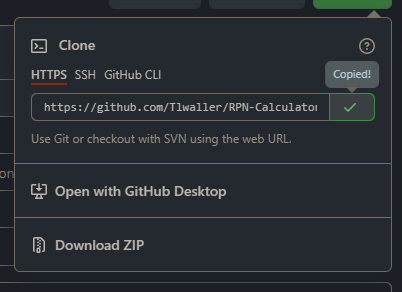 Clone
HTTPS SSH GitHub CLI
Copied!
https://github.com/Tlwaller/RPN-Calculator
Use Git or checkout with SVN using the web URL.
on
Open with GitHub Desktop
Download ZIP